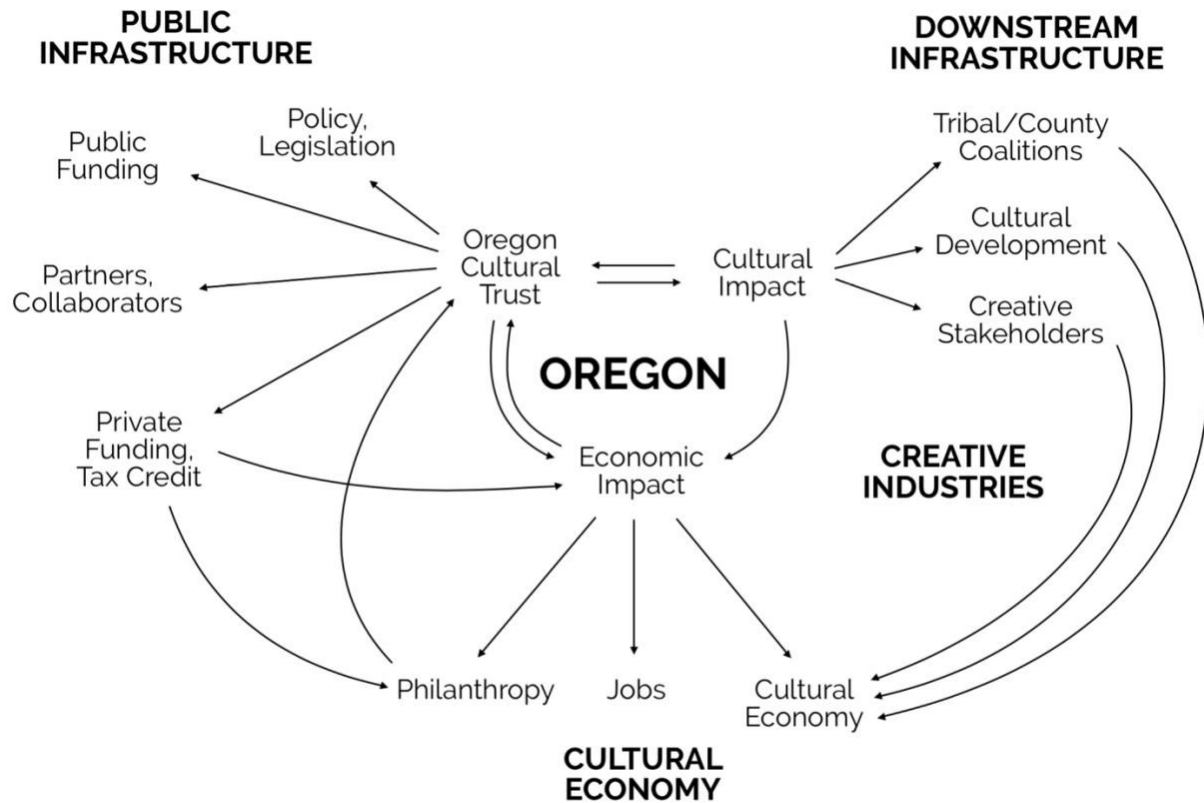 PUBLIC
INFRASTRUCTURE
DOWNSTREAM
INFRASTRUCTURE
Public
Funding
Policy,
Legislation
Tribal/County
Coalitions
Partners,
Collaborators
Oregon
Cultural
Trust
Cultural
Impact
Cultural
Development
Creative
Stakeholders
OREGON
Private
Funding,
Tax Credit
Economic
Impact
CREATIVE
INDUSTRIES
Philanthropy
Jobs
Cultural
Economy
CULTURAL
ECONOMY